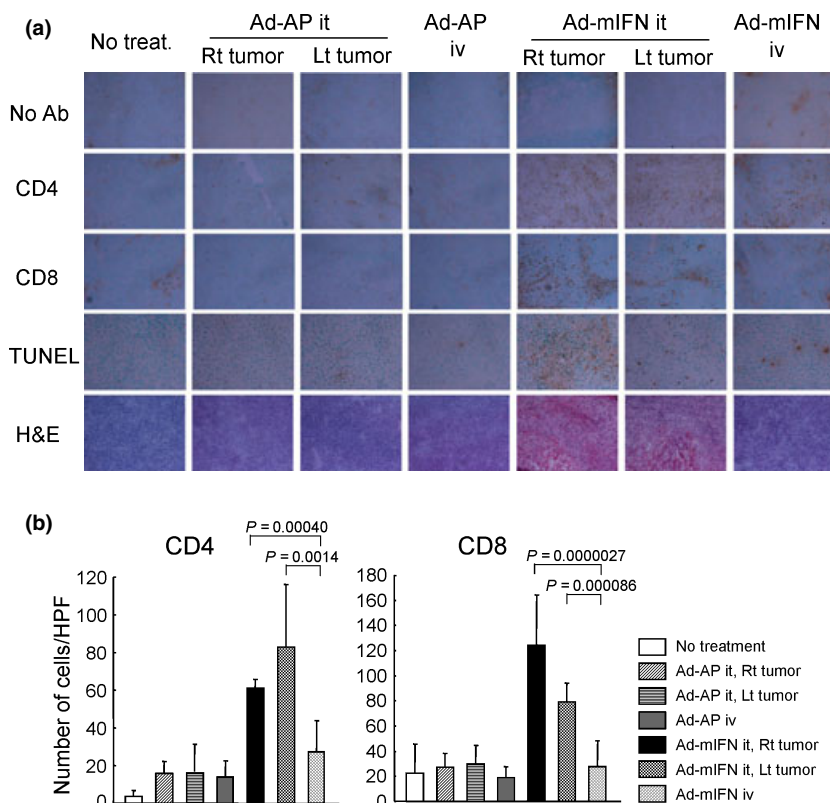 (a)
No treat.
Ad-AP it
Ad-AP iv
Ad-mIFN it
Ad-mIFN iv
Rt tumor
Lt tumor
Rt tumor
Lt tumor
No Ab
CD4
CD8
TUNEL
H&E
(b)
CD4
P = 0.00040
P = 0.0014
Number of cells/HPF
120
100
80
60
40
20
0
CD8
P = 0.0000027
P = 0.000086
180
160
140
120
100
80
60
40
20
0
No treatment
Ad-AP it, Rt tumor
Ad-AP it, Lt tumor
Ad-AP iv
Ad-mIFN it, Rt tumor
Ad-mIFN it, Lt tumor
Ad-mIFN iv